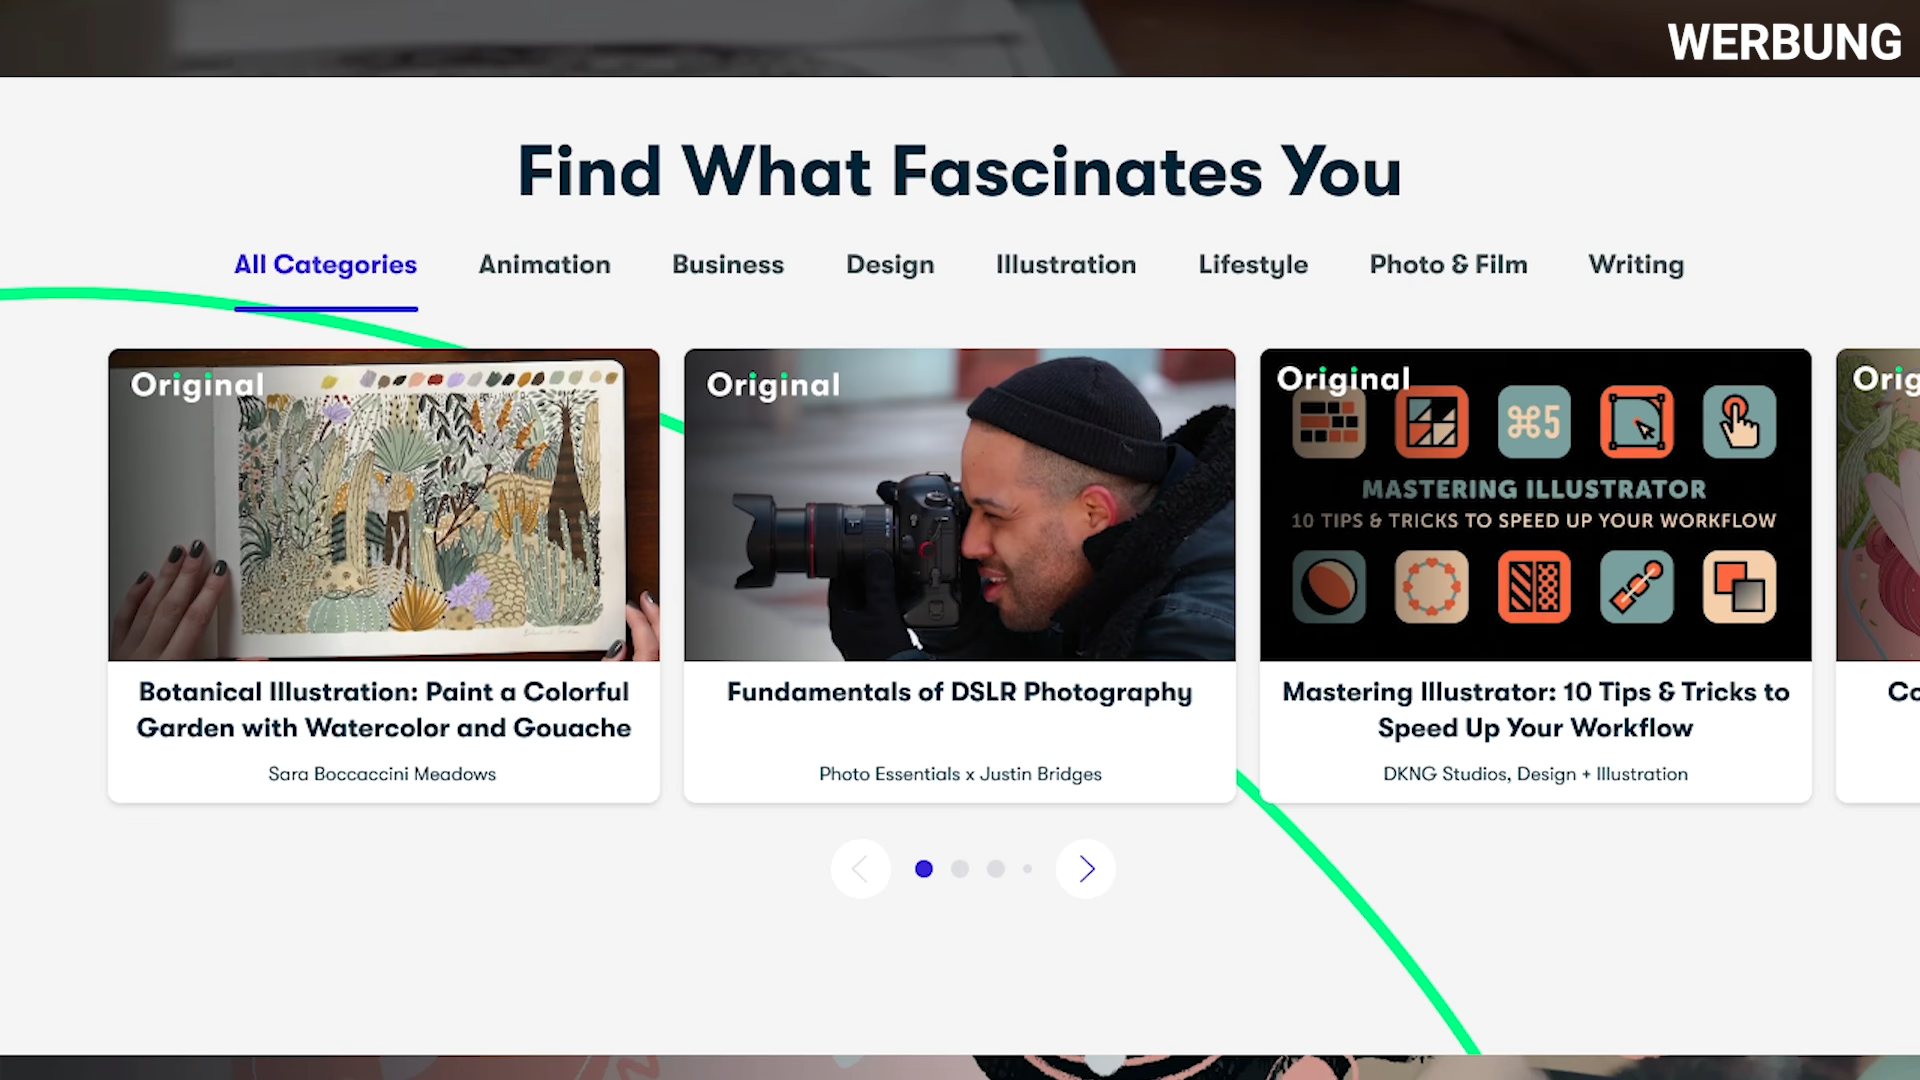 WERBUNG
Find What Fascinates You
All Categories
Animation
Business
Design
Illustration
Lifestyle
Photo & Film
Writing
Original
Original
Original
⌘5
MASTERING ILLUSTRATOR
10 TIPS & TRICKS TO SPEED UP YOUR WORKFLOW
Botanical Illustration: Paint a Colorful
Garden with Watercolor and Gouache
Sara Boccaccini Meadows
Fundamentals of DSLR Photography
Photo Essentials x Justin Bridges
Mastering Illustrator: 10 Tips & Tricks to
Speed Up Your Workflow
DKNG Studios, Design + Illustration